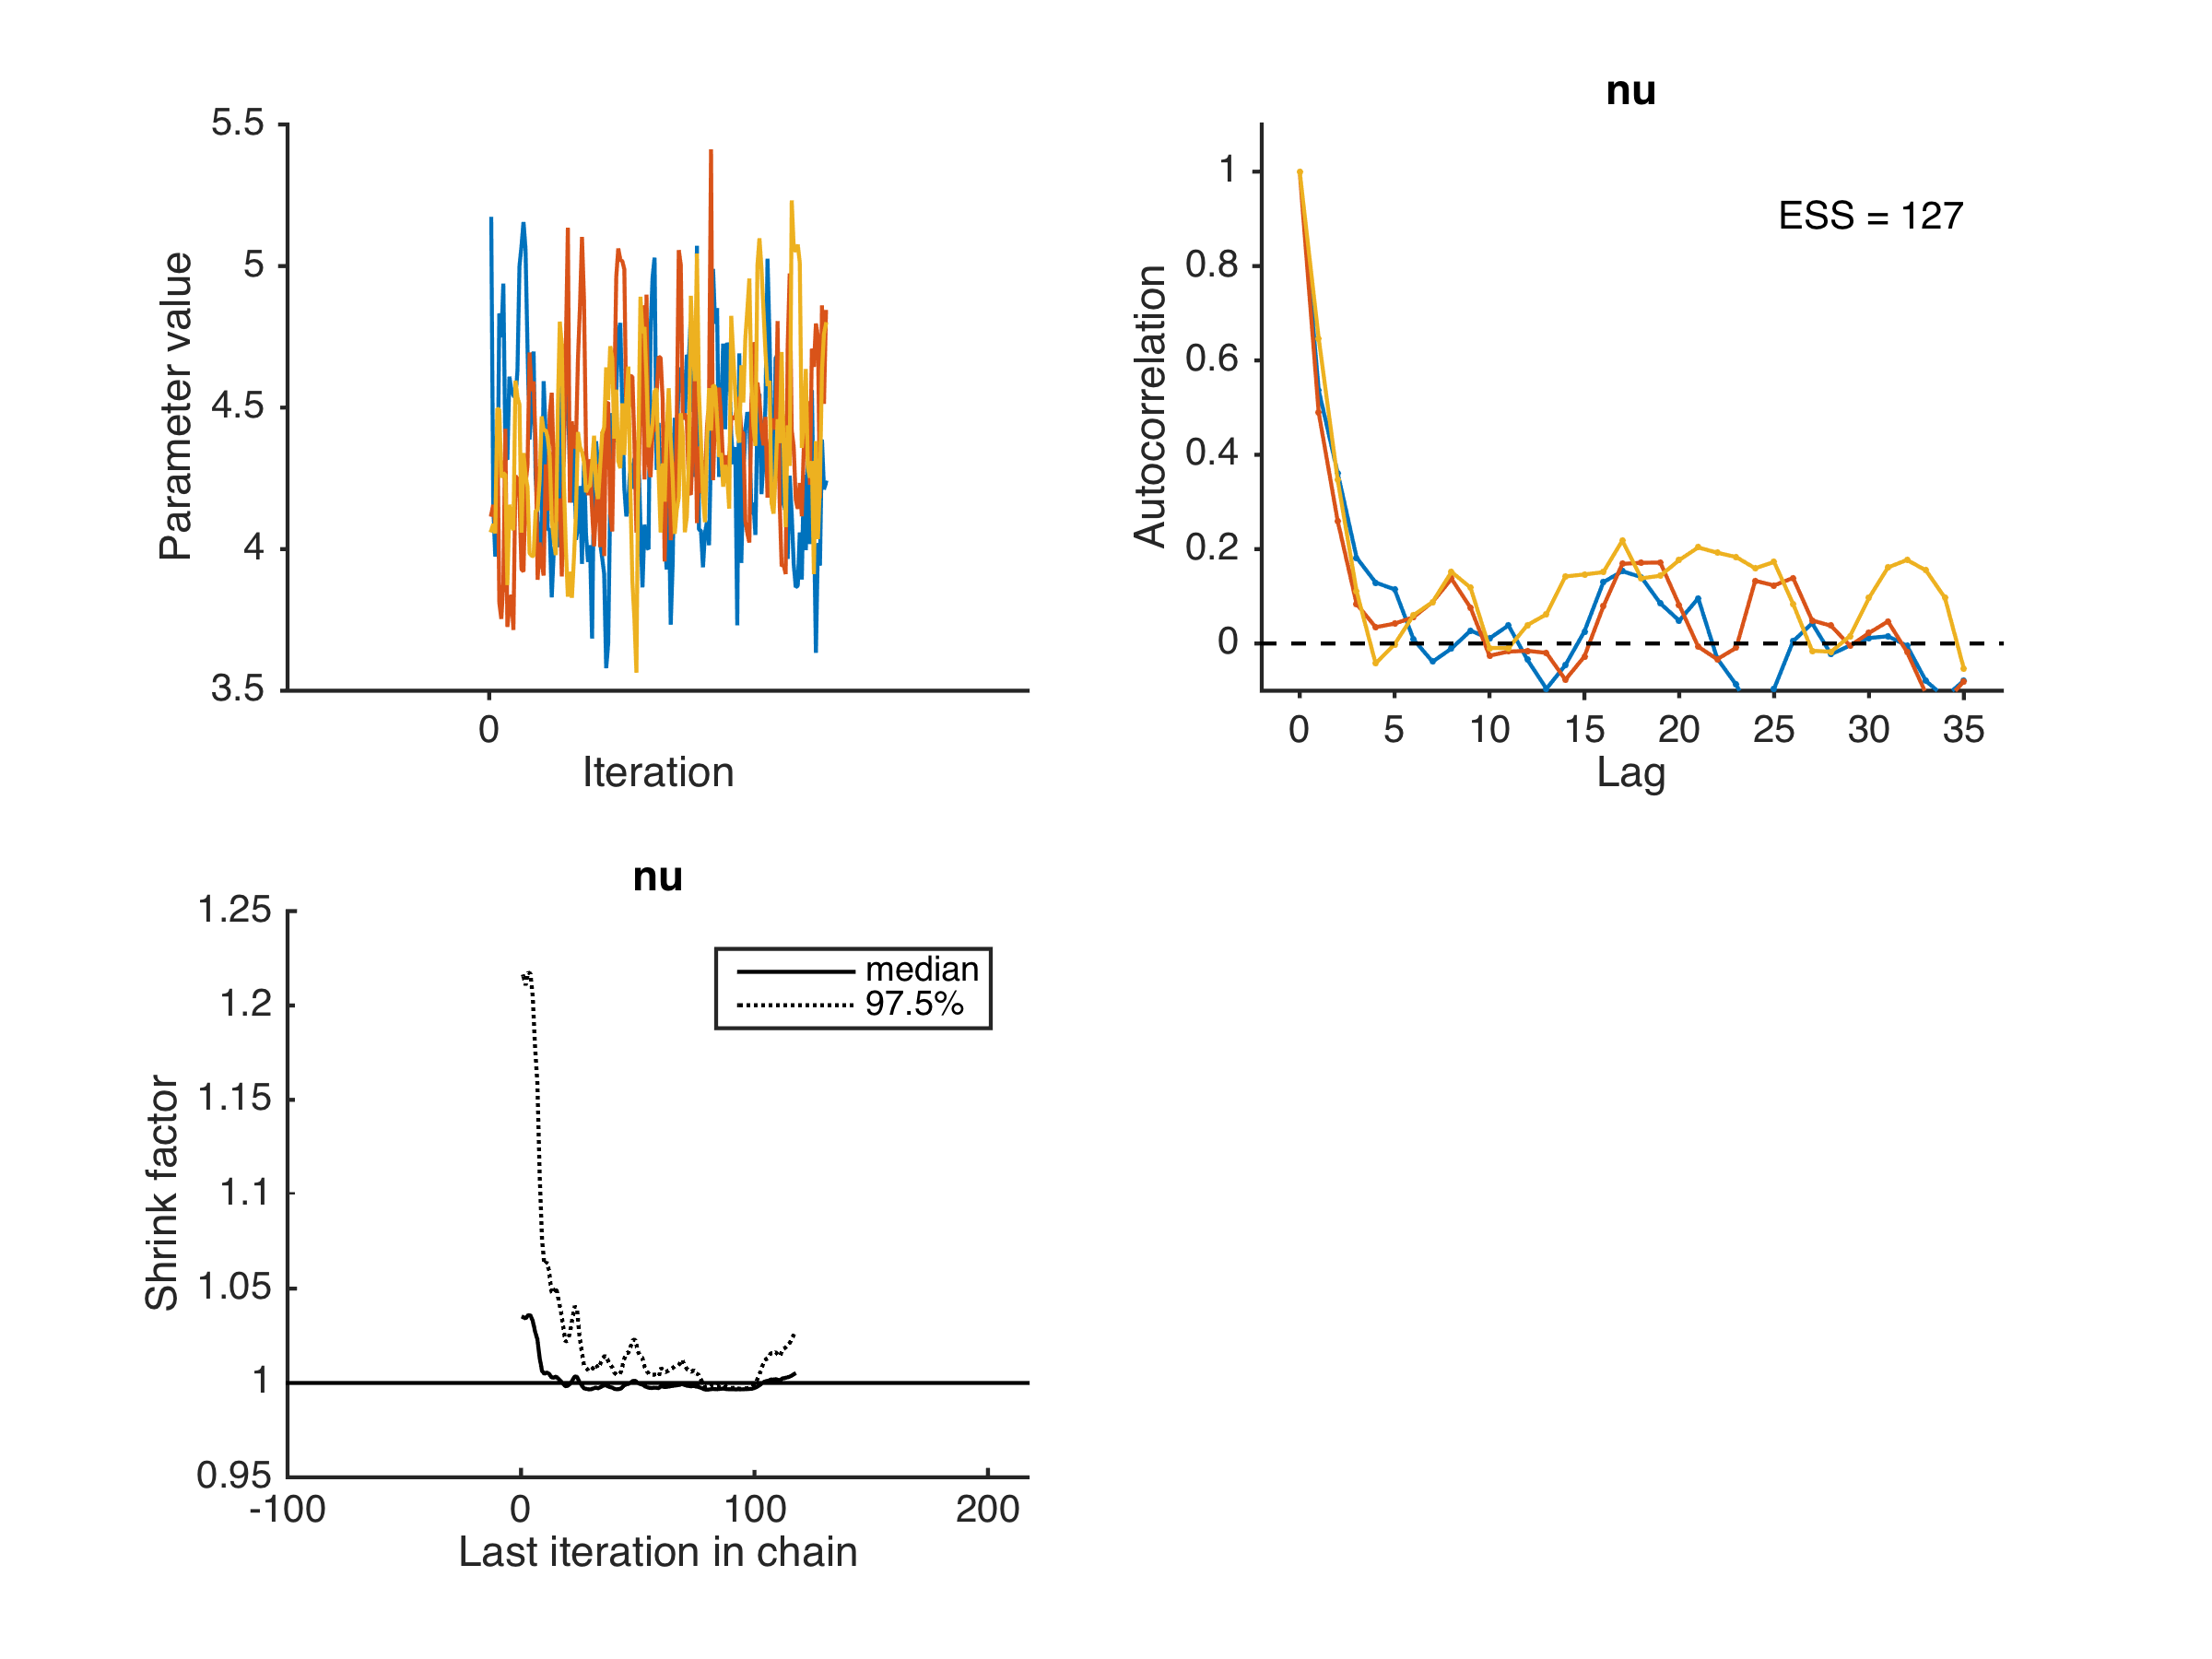 5.5
5
4.5
4
3.5
Parameter value
0
Iteration
nu
1
0.8
0.6
0.4
0.2
0
Autocorrelation
ESS = 127
0 5 10 15 20 25 30 35
Lag
nu
1.25
1.2
1.15
1.1
1.05
1
0.95
Shrink factor
median
97.5%
-100 0 100 200
Last iteration in chain